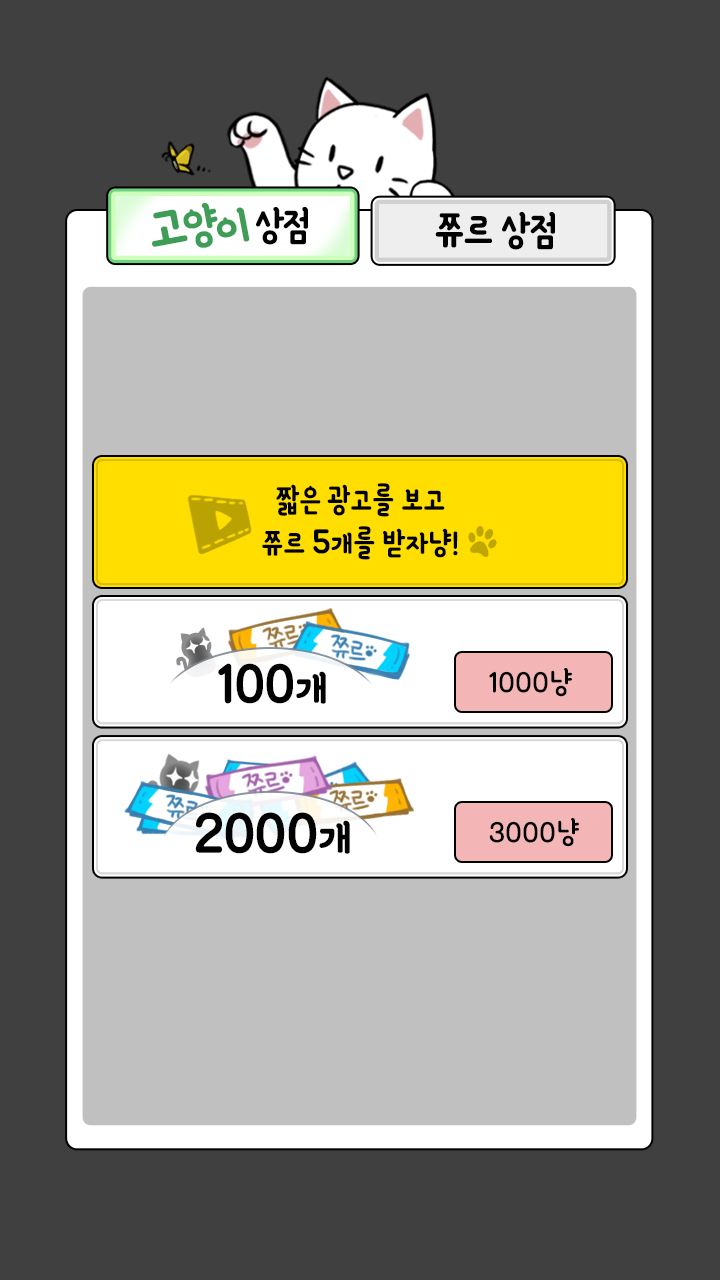 고양이 상점
쮸르 상점
짧은 광고를 보고
쮸르 5개를 받자냥!
쮸르
쮸르
100개
1000냥
쮸르
쮸르
쮸르
2000개
3000냥